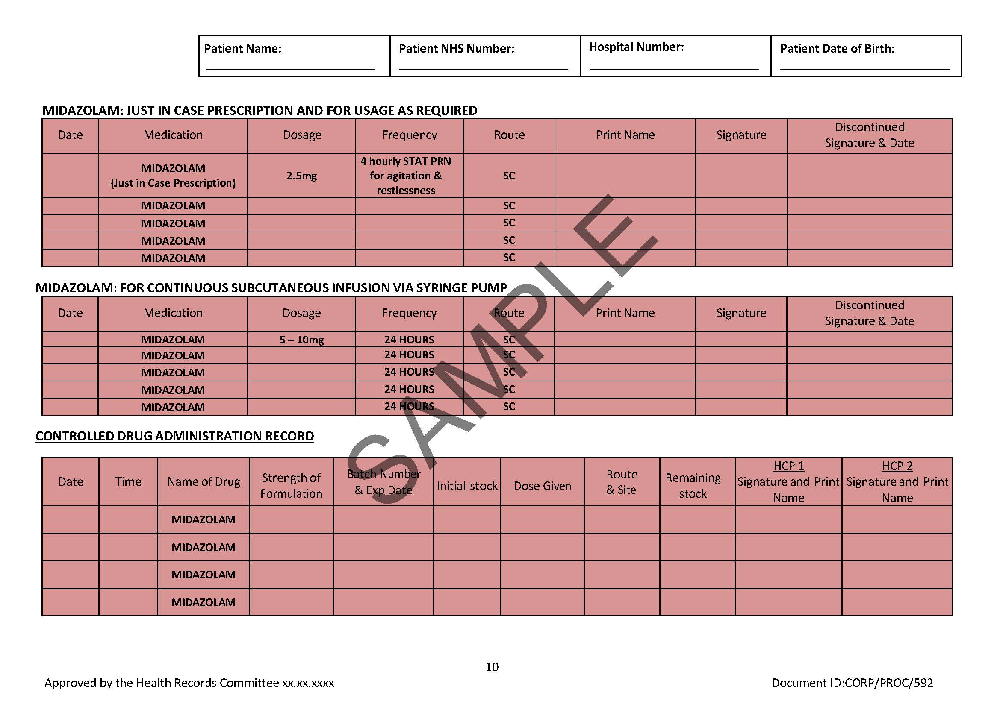 Patient Name:
Patient NHS Number:
Hospital Number:
Patient Date of Birth:
MIDAZOLAM: JUST IN CASE PRESCRIPTION AND FOR USAGE AS REQUIRED
Date Medication Dosage Frequency Route Print Name Signature Discontinued
Signature & Date
MIDAZOLAM
(Just in Case Prescription)
2.5mg
4 hourly STAT PRN
for agitation &
restlessness
SC
MIDAZOLAM SC
MIDAZOLAM SC
MIDAZOLAM SC
MIDAZOLAM SC
MIDAZOLAM: FOR CONTINUOUS SUBCUTANEOUS INFUSION VIA SYRINGE PUMP
Date Medication Dosage Frequency Route Print Name Signature Discontinued
Signature & Date
MIDAZOLAM 5 – 10mg 24 HOURS SC
MIDAZOLAM 24 HOURS SC
MIDAZOLAM 24 HOURS SC
MIDAZOLAM 24 HOURS SC
MIDAZOLAM 24 HOURS SC
SAMPLE
CONTROLLED DRUG ADMINISTRATION RECORD
Date
Time
Name of Drug
Strength of
Formulation
Batch Number
& Exp Date
Initial stock
Dose Given
Route
& Site
Remaining
stock
HCP 1
Signature and Print
Name
HCP 2
Signature and Print
Name
MIDAZOLAM
MIDAZOLAM
MIDAZOLAM
MIDAZOLAM
10
Approved by the Health Records Committee xx.xx.xxxx
Document ID:CORP/PROC/592